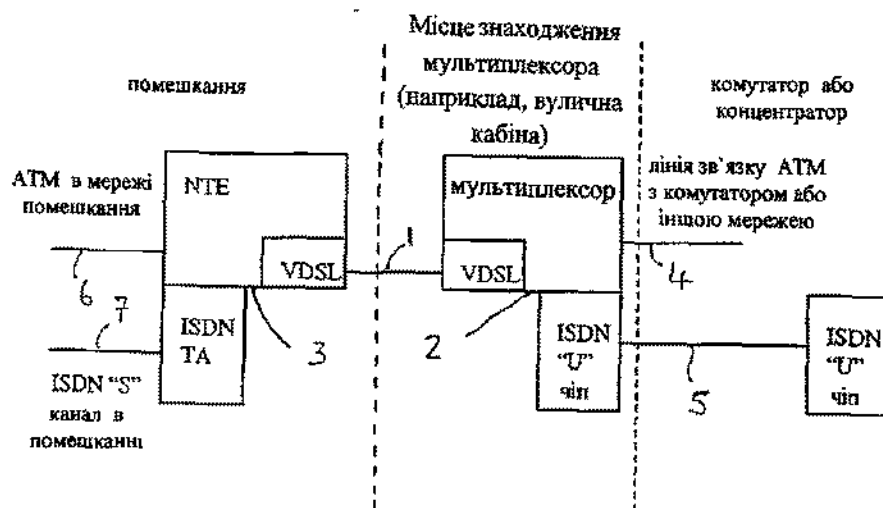 помешкання
Місце знаходження
мультиплексора
(наприклад, вулична
кабіна)
комутатор або
концентратор
АТМ в мережі
помешкання
NTE
VDSL
ISDN
TA
ISDN "S"
канал в
помешканні
1
2
3
4
5
6
7
мультиплексор
VDSL
ISDN
"U"
чіп
лінія зв'язку АТМ
з комутатором або
іншою мережею
ISDN
"U"
чіп